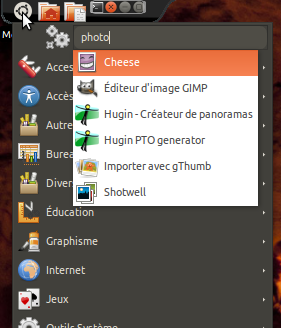 photo
Cheese
Éditeur d'image GIMP
Hugin - Créateur de panoramas
Hugin PTO generator
Importer avec gThumb
Shotwell
Acces
Accè
Autre
Burea
Diver
Éducation
Graphisme
Internet
Jeux
Outils Système